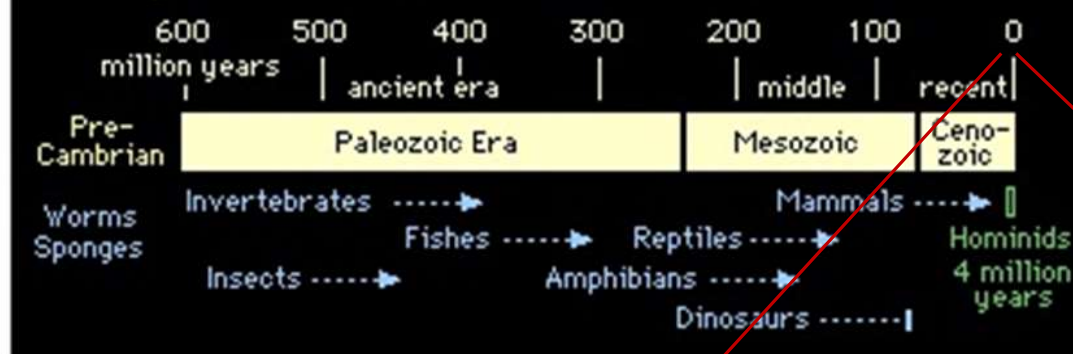 600 500 400 300 200 100 0
million years ancient era middle recent
Pre-
Cambrian
Paleozoic Era
Mesozoic
Ceno-
zoic
Worms
Sponges
Invertebrates
Mammals
Fishes
Reptiles
Hominids
4 million
years
Insects
Amphibians
Dinosaurs